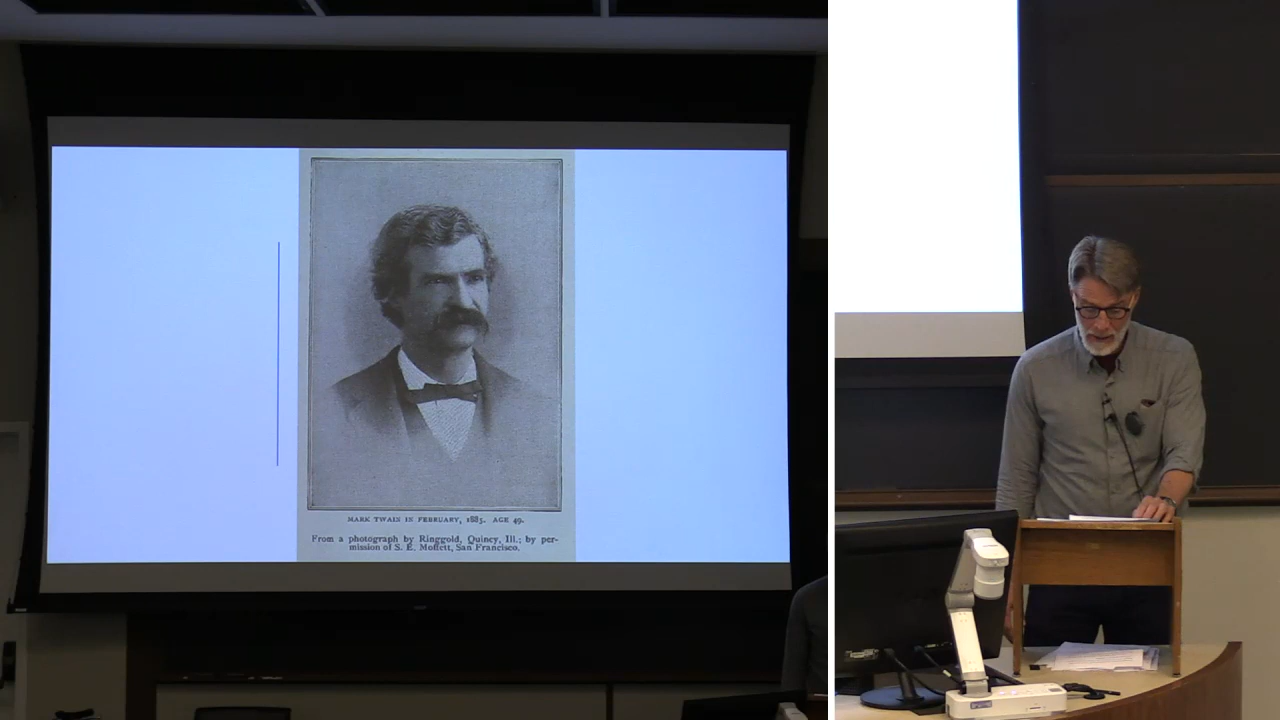 MARK TWAIN IN FEBRUARY, 1885. AGE 49.
From a photograph by Ringgold, Quincy, Ill.; by per-
mission of S. E. Moffett, San Francisco.